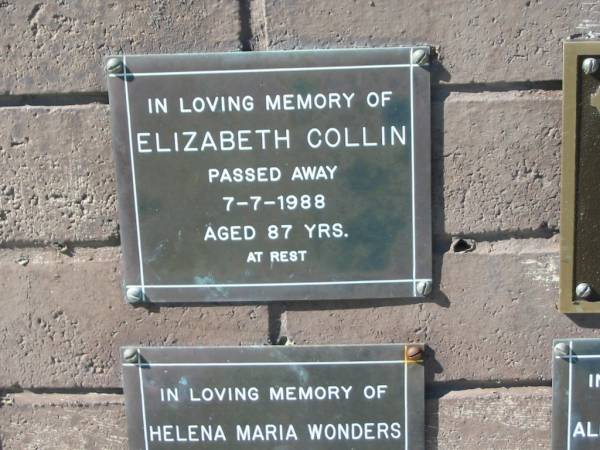 IN LOVING MEMORY OF
ELIZABETH COLLIN
PASSED AWAY
7-7-1988
AGED 87 YRS.
AT REST
IN LOVING MEMORY OF
HELENA MARIA WONDERS